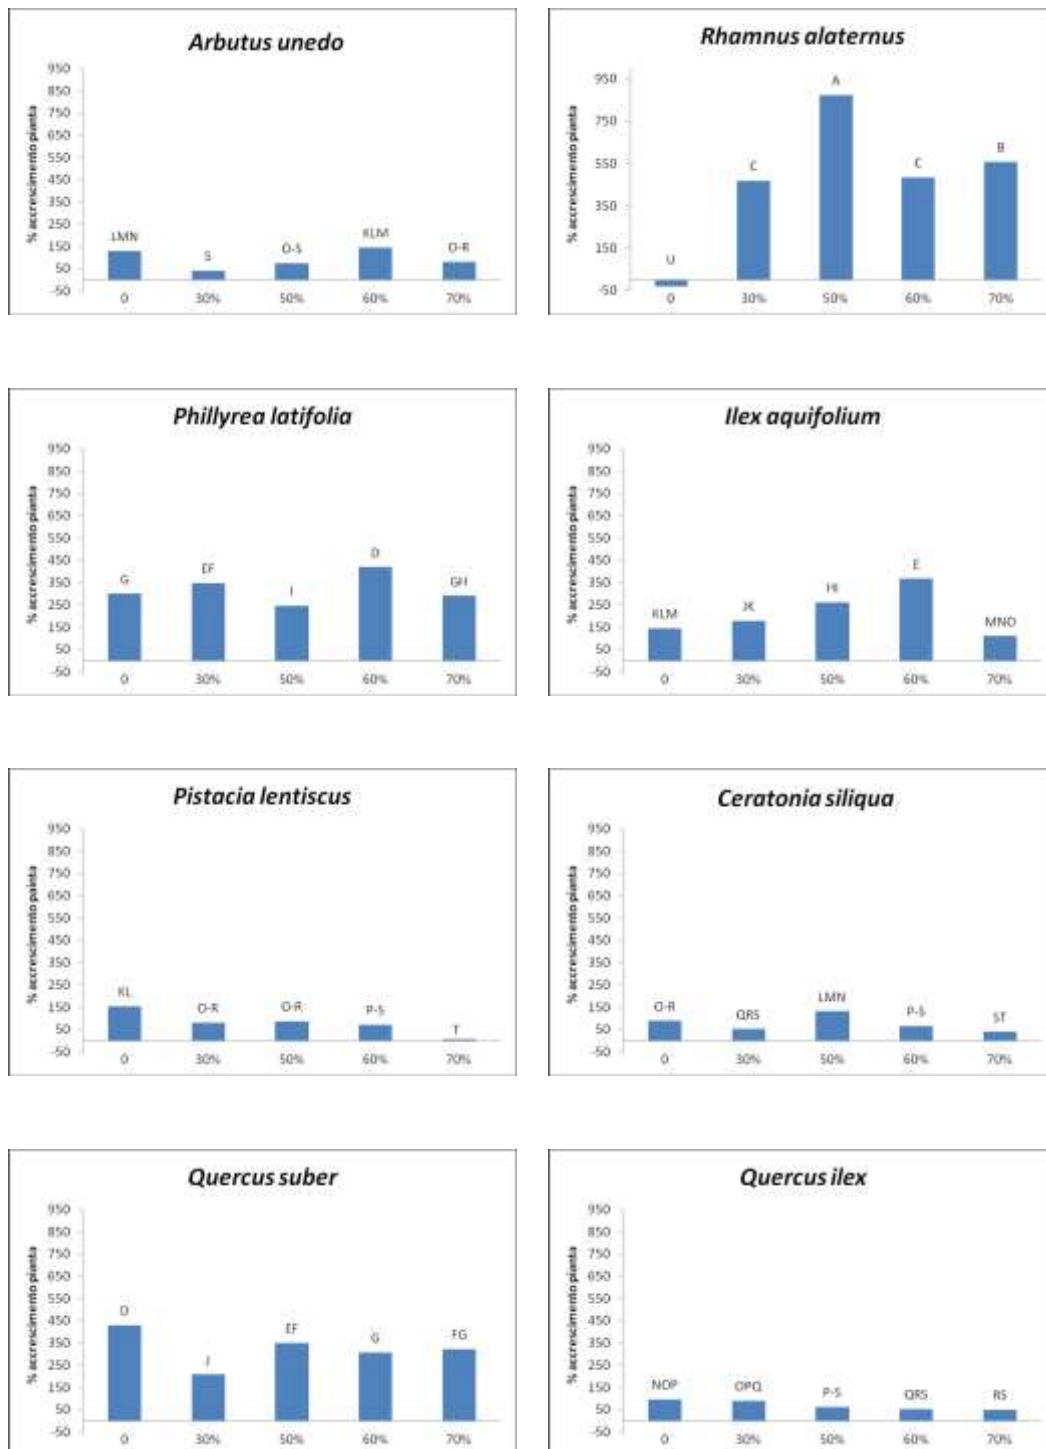 Arbutus unedo
% accrescimento pianta
950
850
750
650
550
450
350
250
150
50
-50
LMN
S
O-S
KLM
O-R
0 30% 50% 60% 70%
Rhamnus alaternus
% accrescimento pianta
950
750
550
350
150
-50
U
C
A
C
B
0 30% 50% 60% 70%
Phillyrea latifolia
% accrescimento pianta
950
850
750
650
550
450
350
250
150
50
-50
G
EF
I
D
GH
0 30% 50% 60% 70%
Ilex aquifolium
% accrescimento pianta
950
850
750
650
550
450
350
250
150
50
-50
KLM
JK
HI
E
MNO
0 30% 50% 60% 70%
Pistacia lentiscus
% accrescimento painta
950
850
750
650
550
450
350
250
150
50
-50
KL
O-R
O-R
P-S
T
0 30% 50% 60% 70%
Ceratonia siliqua
% accrescimento pianta
950
850
750
650
550
450
350
250
150
50
-50
O-R
QRS
LMN
P-S
ST
0 30% 50% 60% 70%
Quercus suber
% accrescimento pianta
950
850
750
650
550
450
350
250
150
50
-50
D
J
EF
G
FG
0 30% 50% 60% 70%
Quercus ilex
% accrescimento pianta
950
850
750
650
550
450
350
250
150
50
-50
NOP
OPQ
P-S
QRS
RS
0 30% 50% 60% 70%